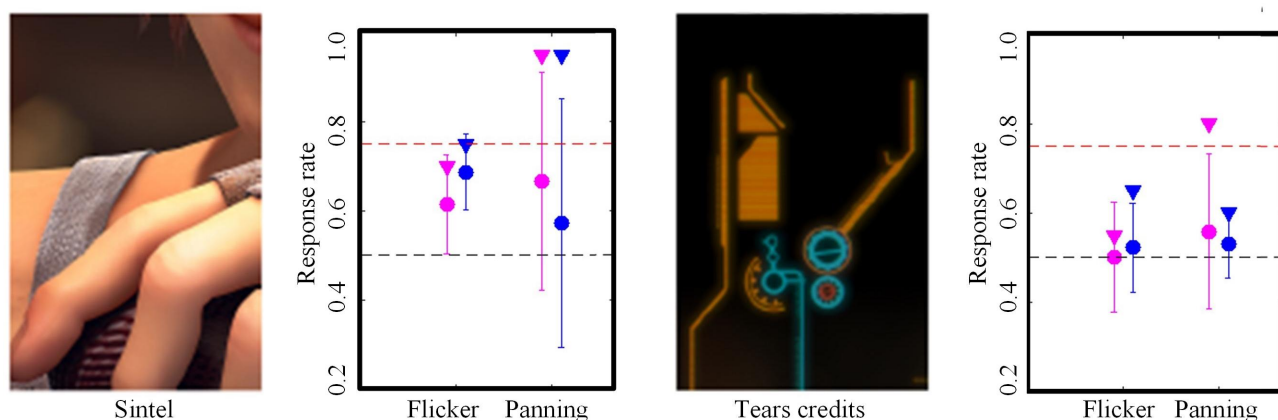 Response rate
1.0
0.8
0.6
0.4
0.2
Sintel
Flicker Panning
Response rate
1.0
0.8
0.6
0.4
0.2
Tears credits
Flicker Panning